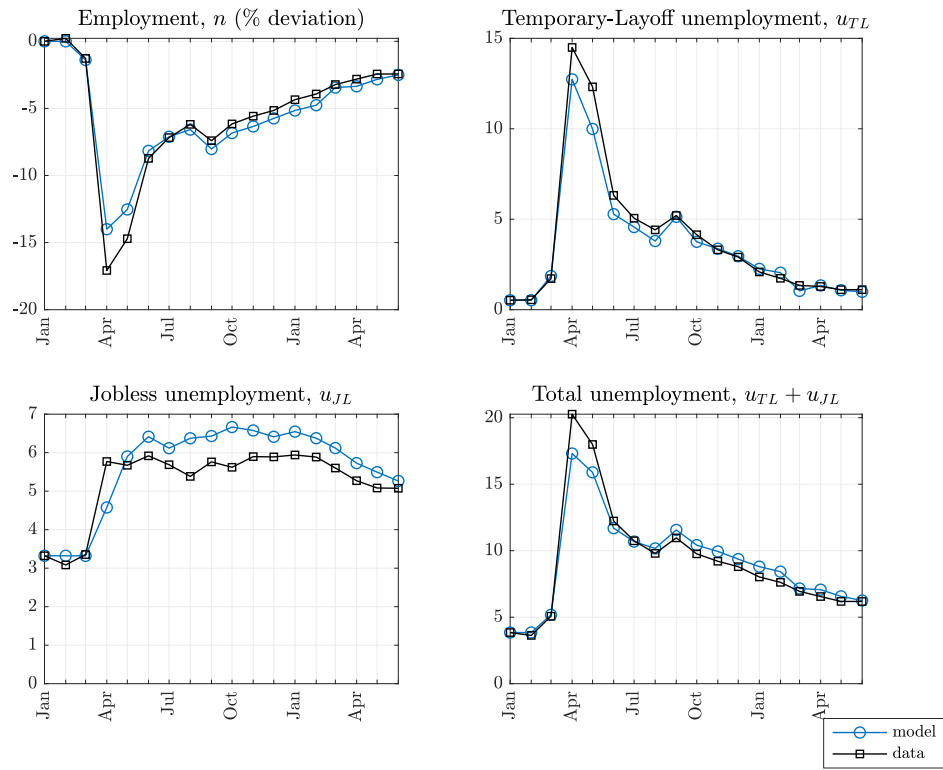 Employment, n (% deviation)
0
-5
-10
-15
-20
Jan
Apr
Jul
Oct
Jan
Apr
Temporary-Layoff unemployment, u_TL
15
10
5
0
Jan
Apr
Jul
Oct
Jan
Apr
Jobless unemployment, u_JL
7
6
5
4
3
2
1
0
Jan
Apr
Jul
Oct
Jan
Apr
Total unemployment, u_TL + u_JL
20
15
10
5
0
Jan
Apr
Jul
Oct
Jan
Apr
model
data